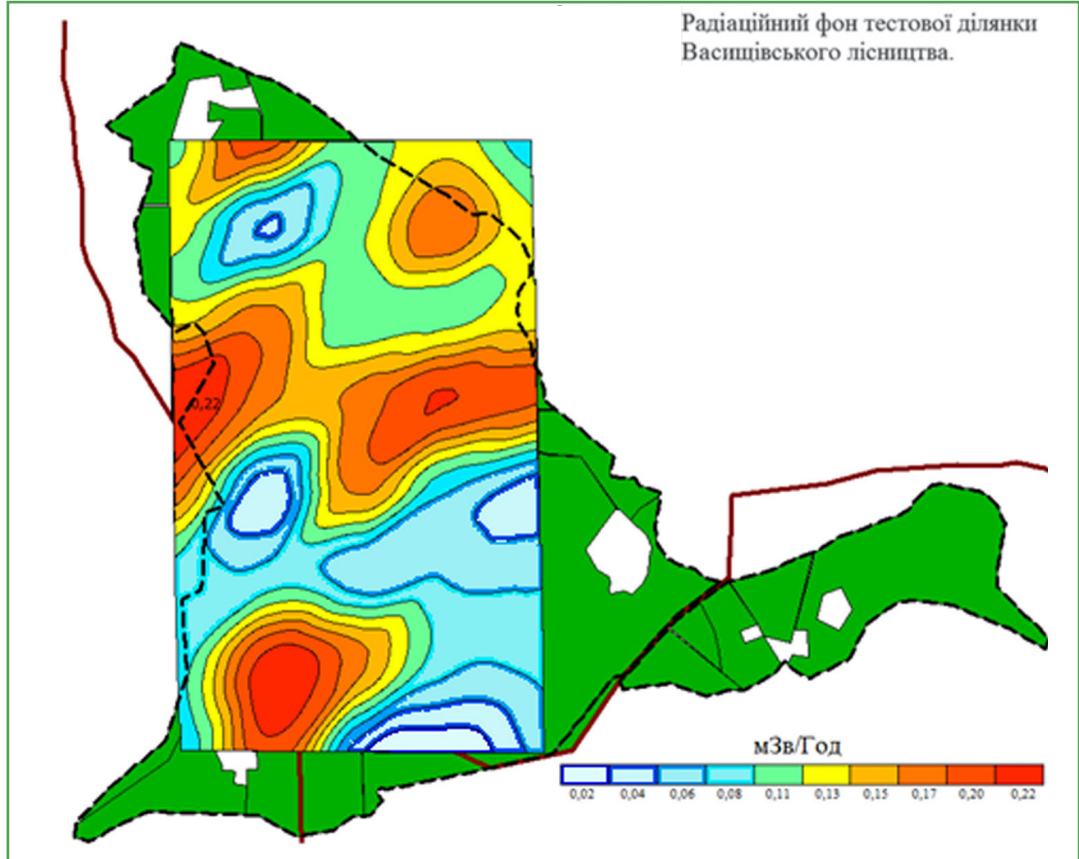 Радіаційний фон тестової ділянки
Васищівського лісництва.
0,22
мЗв/Год
0,02 0,04 0,06 0,08 0,11 0,13 0,15 0,17 0,20 0,22